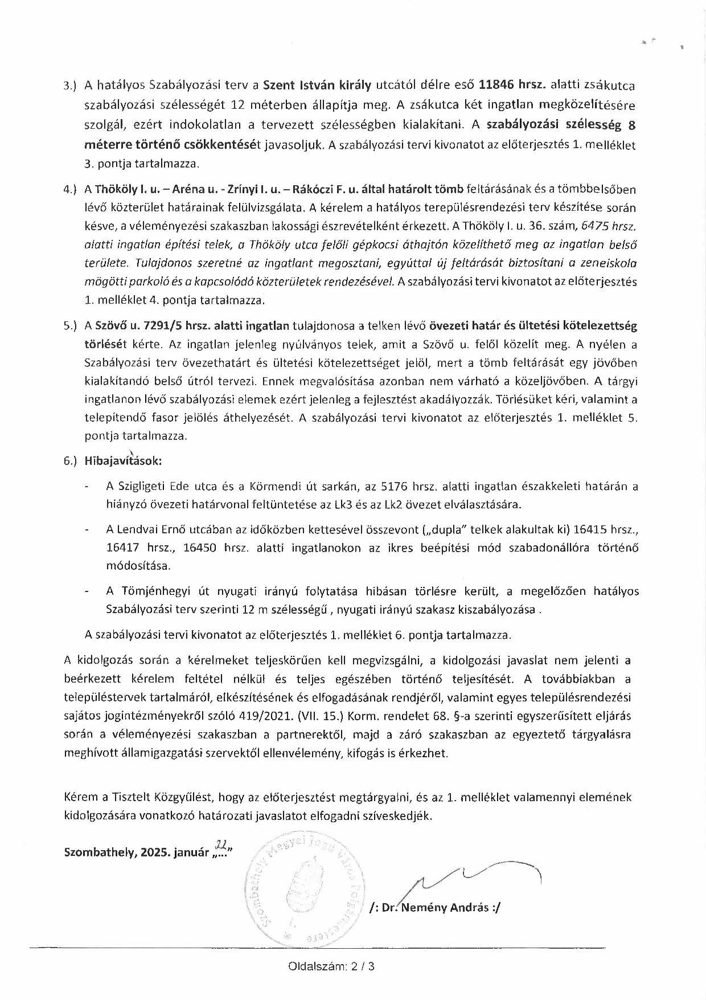 3.) A hatályos Szabályozási terv a Szent István király utcától délre eső 11846 hrsz. alatti zsákutca
szabályozási szélességét 12 méterben állapítja meg. A zsákutca két ingatlan megközelítésére
szolgál, ezért indokolatlan a tervezett szélességben kialakítani. A szabályozási szélesség 8
méterre történő csökkentését javasoljuk. A szabályozási tervi kivonatot az előterjesztés 1. melléklet
3. pontja tartalmazza.
4.) A Thököly I. u. – Aréna u. - Zrínyi I. u. – Rákóczi F. u. által határolt tömb feltárásának és a tömbbelsőben
lévő közterület határainak felülvizsgálata. A kérelem a hatályos terepülésrendezési terv készítése során
késve, a véleményezési szakaszban lakossági észrevételként érkezett. A Thököly I. u. 36. szám, 6475 hrsz.
alatti ingatlan építési telek, a Thököly utca felőli gépkocsi áthajtón közelíthető meg az ingatlan belső
területe. Tulajdonos szeretné az ingatlant megosztani, egyúttal új feltárását biztosítani a zeneiskola
mögötti parkoló és a kapcsolódó közterületek rendezésével. A szabályozási tervi kivonatot az előterjesztés
1. melléklet 4. pontja tartalmazza.
5.) A Szövő u. 7291/5 hrsz. alatti ingatlan tulajdonosa a telken lévő övezeti határ és ültetési kötelezettség
törlését kérte. Az ingatlan jelenleg nyúlványos telek, amit a Szövő u. felől közelít meg. A nyélen a
Szabályozási terv övezethatárt és ültetési kötelezettséget jelöl, mert a tömb feltárását egy jövőben
kialakítandó belső útról tervezi. Ennek megvalósítása azonban nem várható a közeljövőben. A tárgyi
ingatlanon lévő szabályozási elemek ezért jelenleg a fejlesztést akadályozzák. Törlésüket kéri, valamint a
telepítendő fasor jelölés áthelyezését. A szabályozási tervi kivonatot az előterjesztés 1. melléklet 5.
pontja tartalmazza.
6.) Hibajavítások:
- A Szigligeti Ede utca és a Körmendi út sarkán, az 5176 hrsz. alatti ingatlan északkeleti határán a
hiányzó övezeti határvonal feltüntetése az Lk3 és az Lk2 övezet elválasztására.
- A Lendvai Ernő utcában az időközben kettesével összevont („dupla” telkek alakultak ki) 16415 hrsz.,
16417 hrsz., 16450 hrsz. alatti ingatlanokon az ikres beépítési mód szabadonállóra történő
módosítása.
- A Tömjénhegyi út nyugati irányú folytatása hibásan törlésre került, a megelőzően hatályos
Szabályozási terv szerinti 12 m szélességű , nyugati irányú szakasz kiszabályozása .
A szabályozási tervi kivonatot az előterjesztés 1. melléklet 6. pontja tartalmazza.
A kidolgozás során a kérelmeket teljeskörűen kell megvizsgálni, a kidolgozási javaslat nem jelenti a
beérkezett kérelem feltétel nélkül és teljes egészében történő teljesítését. A továbbiakban a
településtervek tartalmáról, elkészítésének és elfogadásának rendjéről, valamint egyes településrendezési
sajátos jogintézményekről szóló 419/2021. (VII. 15.) Korm. rendelet 68. §-a szerinti egyszerűsített eljárás
során a véleményezési szakaszban a partnerektől, majd a záró szakaszban az egyeztető tárgyalásra
meghívott államigazgatási szervektől ellenvélemény, kifogás is érkezhet.
Kérem a Tisztelt Közgyűlést, hogy az előterjesztést megtárgyalni, és az 1. melléklet valamennyi elemének
kidolgozására vonatkozó határozati javaslatot elfogadni szíveskedjék.
Szombathely, 2025. január „22...”
Szombathely Megyei Jogú Város Polgármestere
/: Dr. Nemény András :/
Oldalszám: 2 / 3